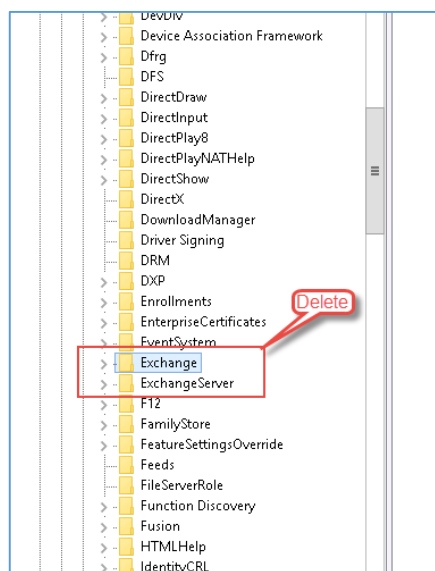 DevDiv
Device Association Framework
Dfrg
DFS
DirectDraw
DirectInput
DirectPlay8
DirectPlayNATHelp
DirectShow
DirectX
DownloadManager
Driver Signing
DRM
DXP
Enrollments
Delete
EnterpriseCertificates
EventSystem
Exchange
ExchangeServer
F12
FamilyStore
FeatureSettingsOverride
Feeds
FileServerRole
Function Discovery
Fusion
HTMLHelp
IdentityCRL